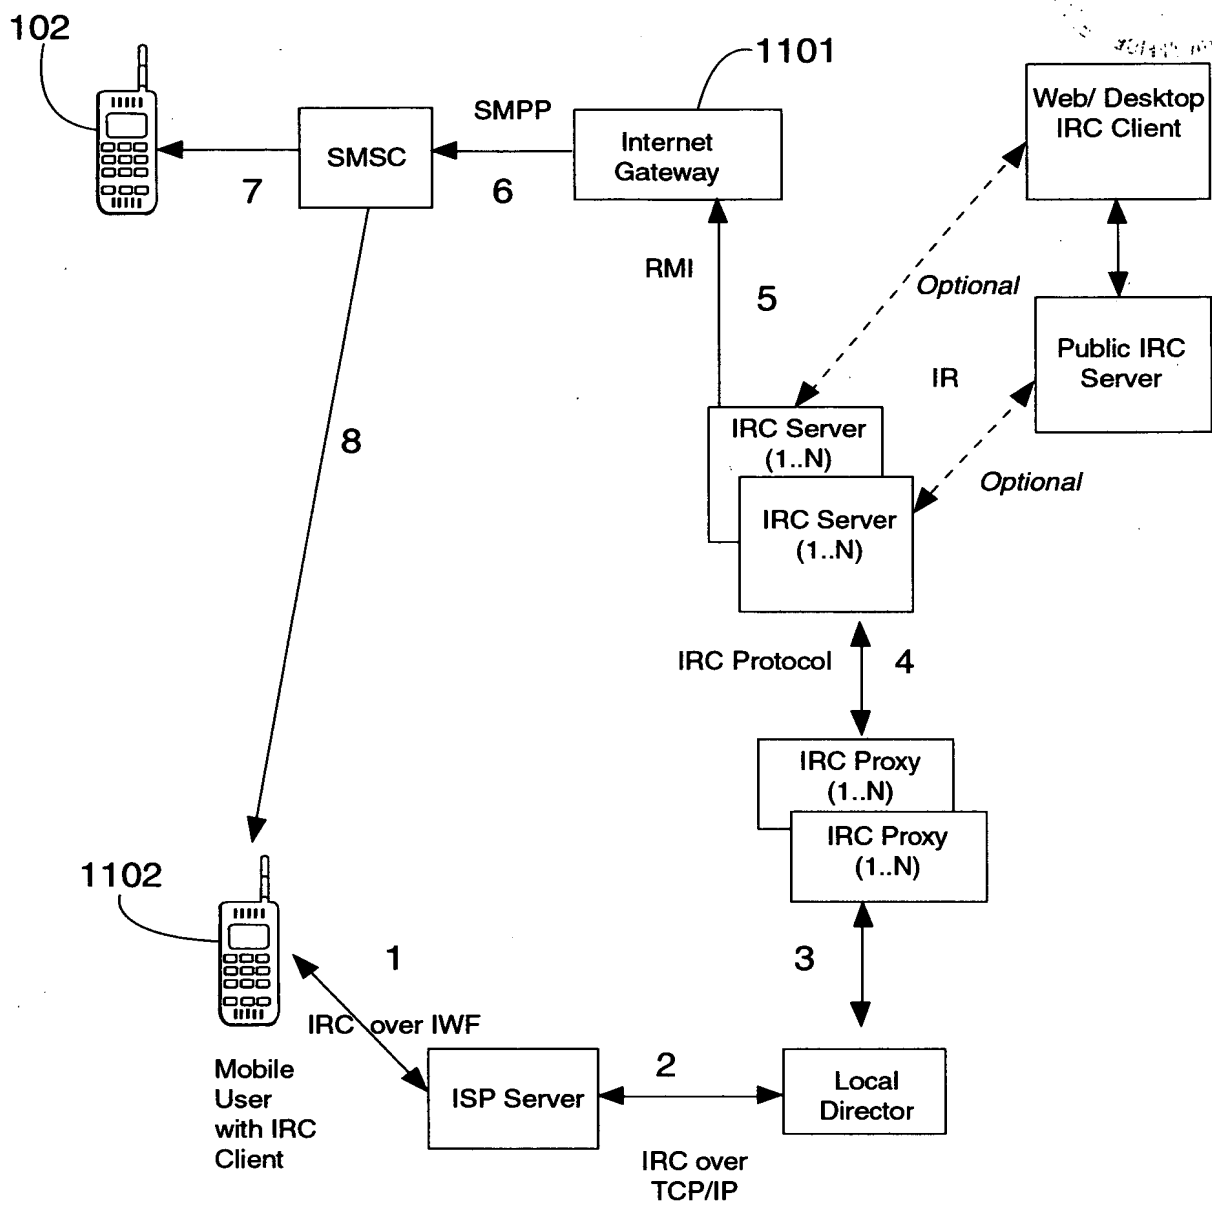 102
1101
SMPP
Internet
Gateway
SMSC
7
6
Web/ Desktop
IRC Client
RMI
5
Optional
Public IRC
Server
IR
8
IRC Server
(1..N)
Optional
IRC Server
(1..N)
IRC Protocol
4
IRC Proxy
(1..N)
IRC Proxy
(1..N)
1102
1
3
IRC over IWF
Mobile
User
with IRC
Client
ISP Server
2
Local
Director
IRC over
TCP/IP